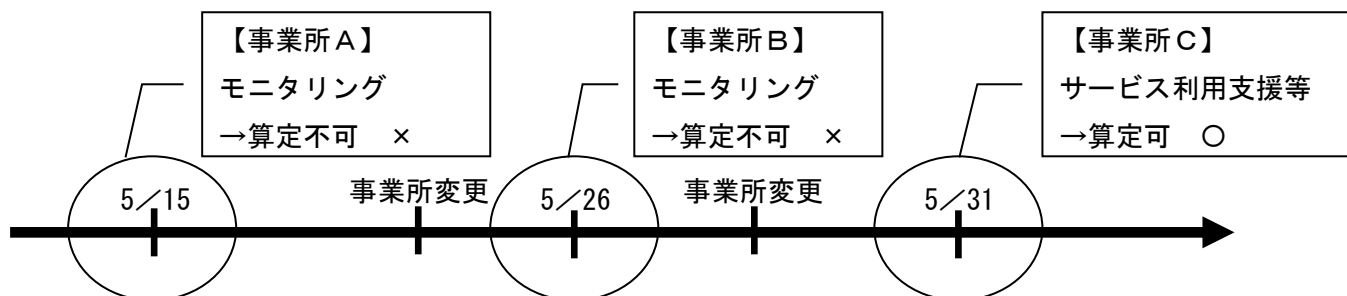 【事業所A】
モニタリング
→算定不可　×
【事業所B】
モニタリング
→算定不可　×
【事業所C】
サービス利用支援等
→算定可　○
5/15
事業所変更
5/26
事業所変更
5/31